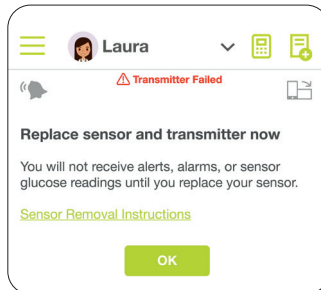 Laura
Transmitter Failed
Replace sensor and transmitter now
You will not receive alerts, alarms, or sensor
glucose readings until you replace your sensor.
Sensor Removal Instructions
OK